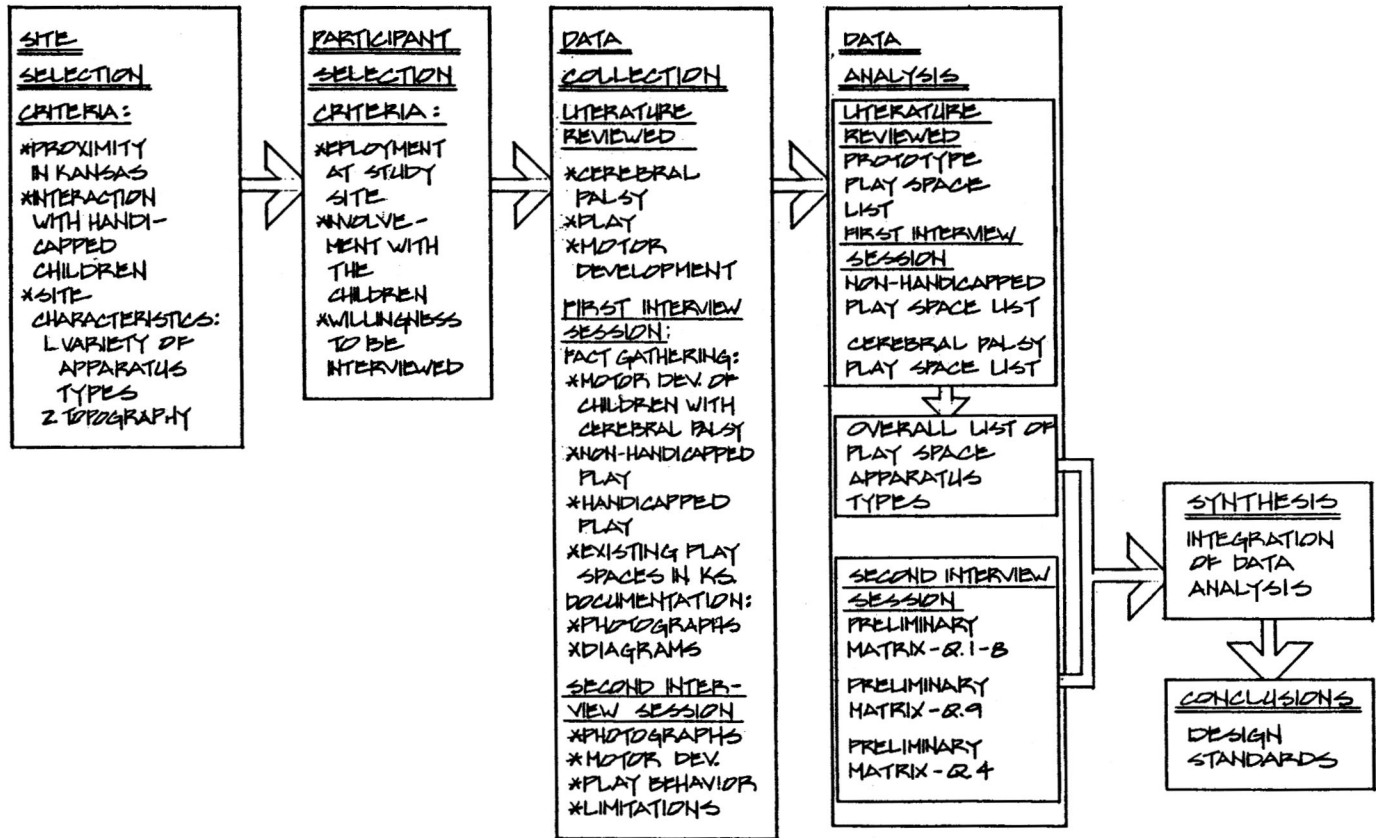 SITE
SELECTION
CRITERIA:
*PROXIMITY
IN KANSAS
*INTERACTION
WITH HANDI-
CAPPED
CHILDREN
*SITE
CHARACTERISTICS:
1. VARIETY OF
APPARATUS
TYPES
2 TOPOGRAPHY
PARTICIPANT
SELECTION
CRITERIA:
*EPLOYMENT
AT STUDY
SITE
*INVOLVE-
MENT WITH
THE
CHILDREN
*WILLINGNESS
TO BE
INTERVIEWED
DATA
COLLECTION
LITERATURE
REVIEWED
*CEREBRAL
PALSY
*PLAY
*MOTOR
DEVELOPMENT
FIRST INTERVIEW
SESSION:
FACT GATHERING:
*MOTOR DEV. OF
CHILDREN WITH
CEREBRAL PALSY
*NON-HANDICAPPED
PLAY
*HANDICAPPED
PLAY
*EXISTING PLAY
SPACES IN KS.
DOCUMENTATION:
*PHOTOGRAPHS
*DIAGRAMS
SECOND INTER-
VIEW SESSION
*PHOTOGRAPHS
*MOTOR DEV.
*PLAY BEHAVIOR
*LIMITATIONS
DATA
ANALYSIS
LITERATURE
REVIEWED
PROTOTYPE
PLAY SPACE
LIST
FIRST INTERVIEW
SESSION
NON-HANDICAPPED
PLAY SPACE LIST
CEREBRAL PALSY
PLAY SPACE LIST
OVERALL LIST OF
PLAY SPACE
APPARATUS
TYPES
SECOND INTERVIEW
SESSION
PRELIMINARY
MATRIX-Q.1-8
PRELIMINARY
MATRIX-Q.9
PRELIMINARY
MATRIX-Q.4
SYNTHESIS
INTEGRATION
OF DATA
ANALYSIS
CONCLUSIONS
DESIGN
STANDARDS